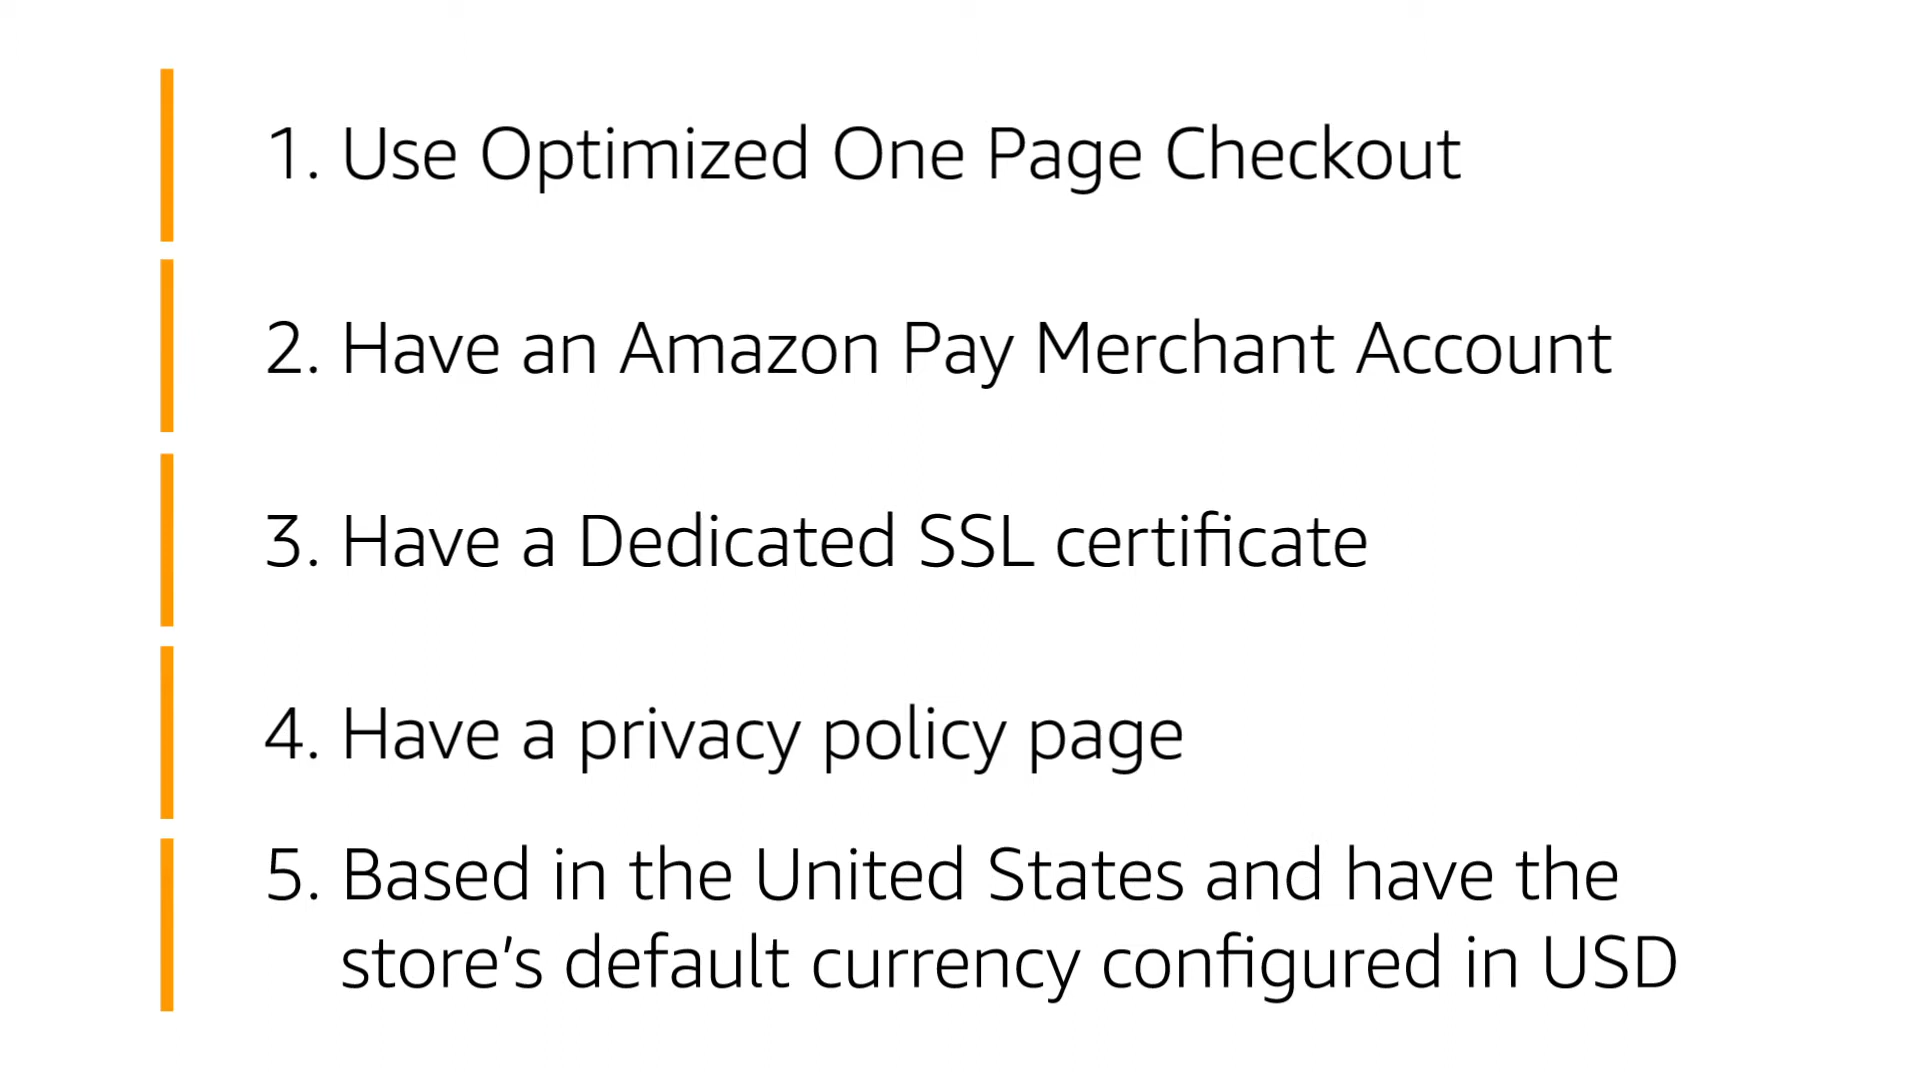 1. Use Optimized One Page Checkout
2. Have an Amazon Pay Merchant Account
3. Have a Dedicated SSL certificate
4. Have a privacy policy page
5. Based in the United States and have the
store’s default currency configured in USD